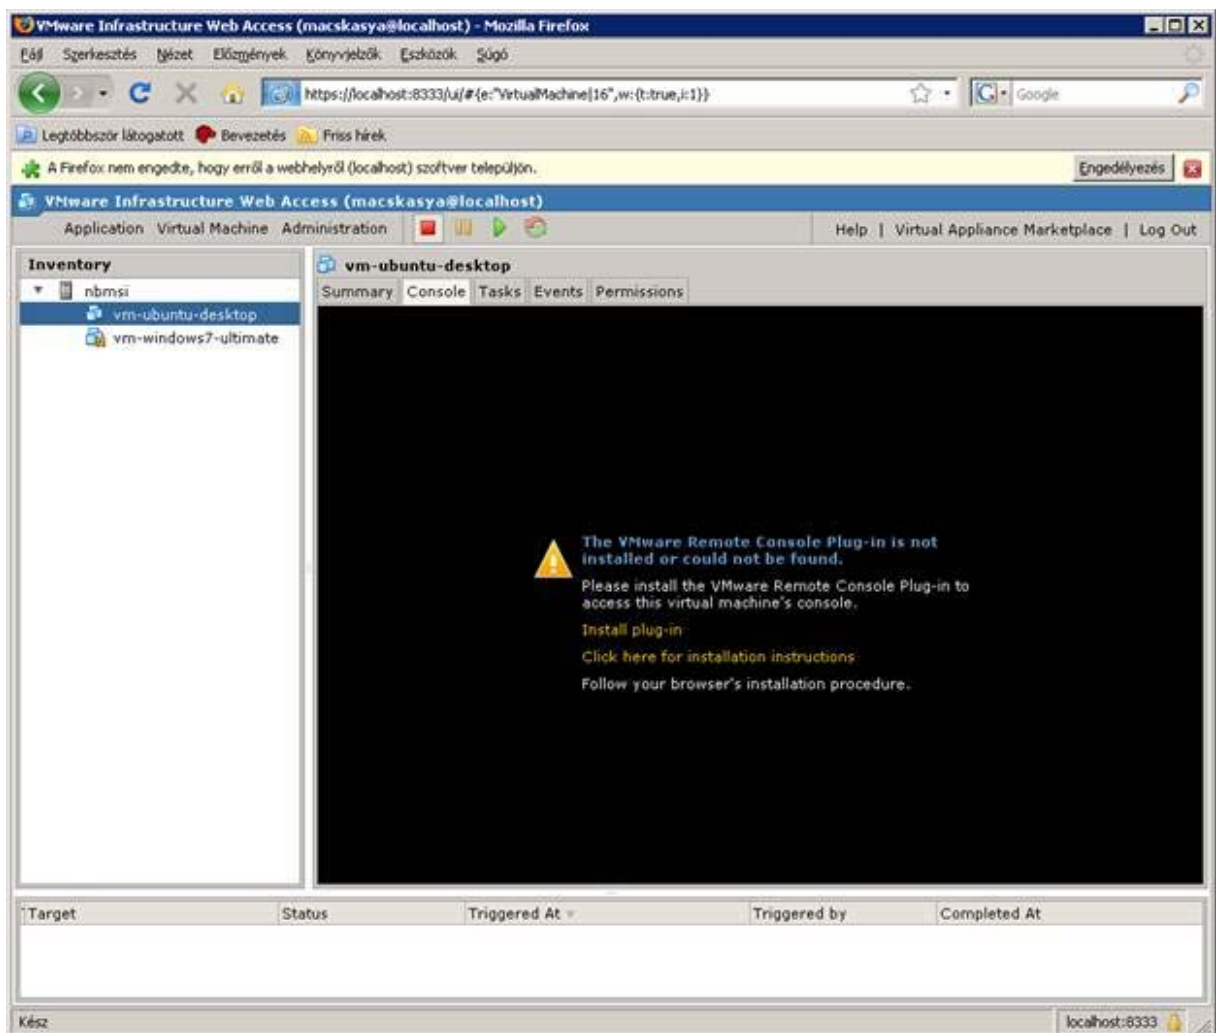 VMware Infrastructure Web Access (macskasya@localhost) - Mozilla Firefox
Fájl Szerkesztés Nézet Előzmények Könyvjelzők Eszközök Súgó
https://localhost:8333/ui/#{e:"VirtualMachine|16",w:{t:true,i:1}}
Google
Legtöbbször látogatott Bevezetés Friss hírek
A Firefox nem engedte, hogy erről a webhelyről (localhost) szoftver települjön.
Engedélyezés
VMware Infrastructure Web Access (macskasya@localhost)
Application Virtual Machine Administration
Help | Virtual Appliance Marketplace | Log Out
Inventory
nbmsi
vm-ubuntu-desktop
vm-windows7-ultimate
vm-ubuntu-desktop
Summary Console Tasks Events Permissions
The VMware Remote Console Plug-in is not
installed or could not be found.
Please install the VMware Remote Console Plug-in to
access this virtual machine's console.
Install plug-in
Click here for installation instructions
Follow your browser's installation procedure.
Target Status Triggered At Triggered by Completed At
Kész
localhost:8333